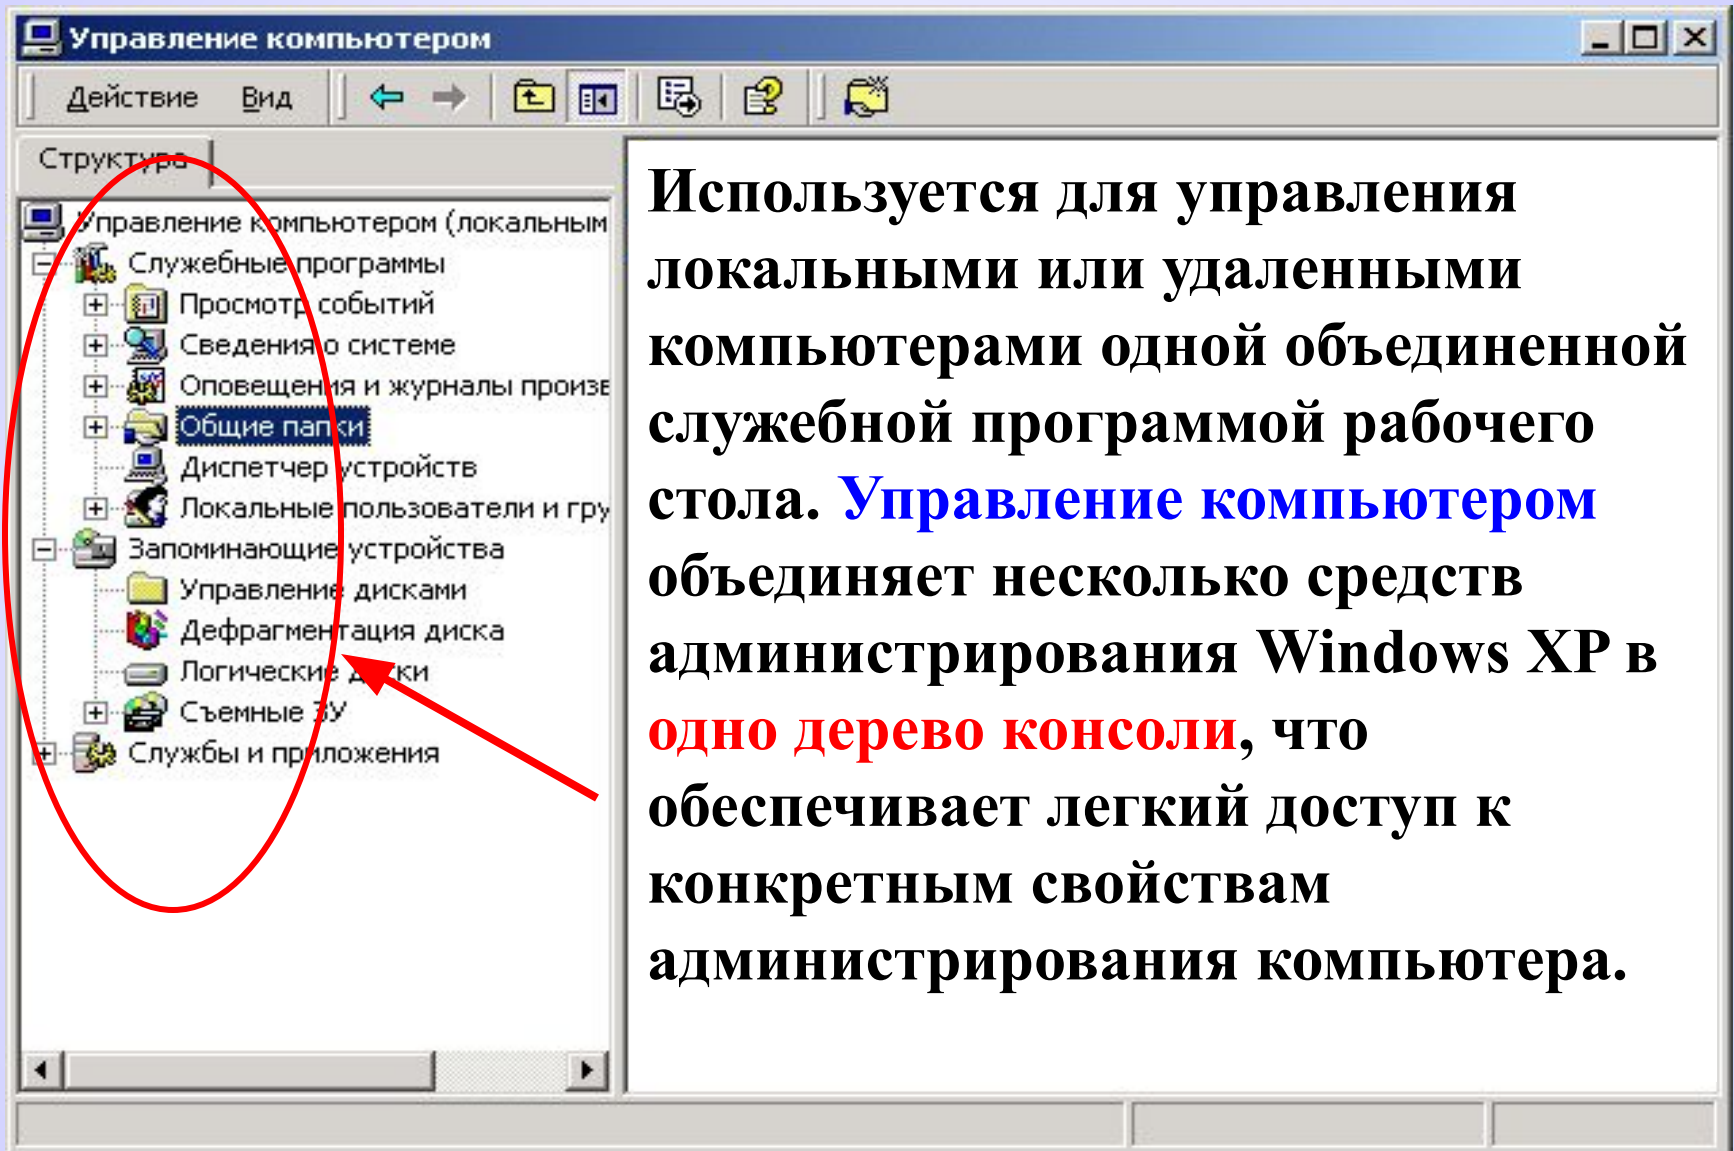 Управление компьютером
Действие Вид
Структура
Управление компьютером (локальным
Служебные программы
Просмотр событий
Сведения о системе
Оповещения и журналы произв
Общие папки
Диспетчер устройств
Локальные пользователи и гру
Запоминающие устройства
Управление дисками
Дефрагментация диска
Логические диски
Съемные ЗУ
Службы и приложения
Используется для управления
локальными или удаленными
компьютерами одной объединенной
служебной программой рабочего
стола. Управление компьютером
объединяет несколько средств
администрирования Windows XP в
одно дерево консоли, что
обеспечивает легкий доступ к
конкретным свойствам
администрирования компьютера.